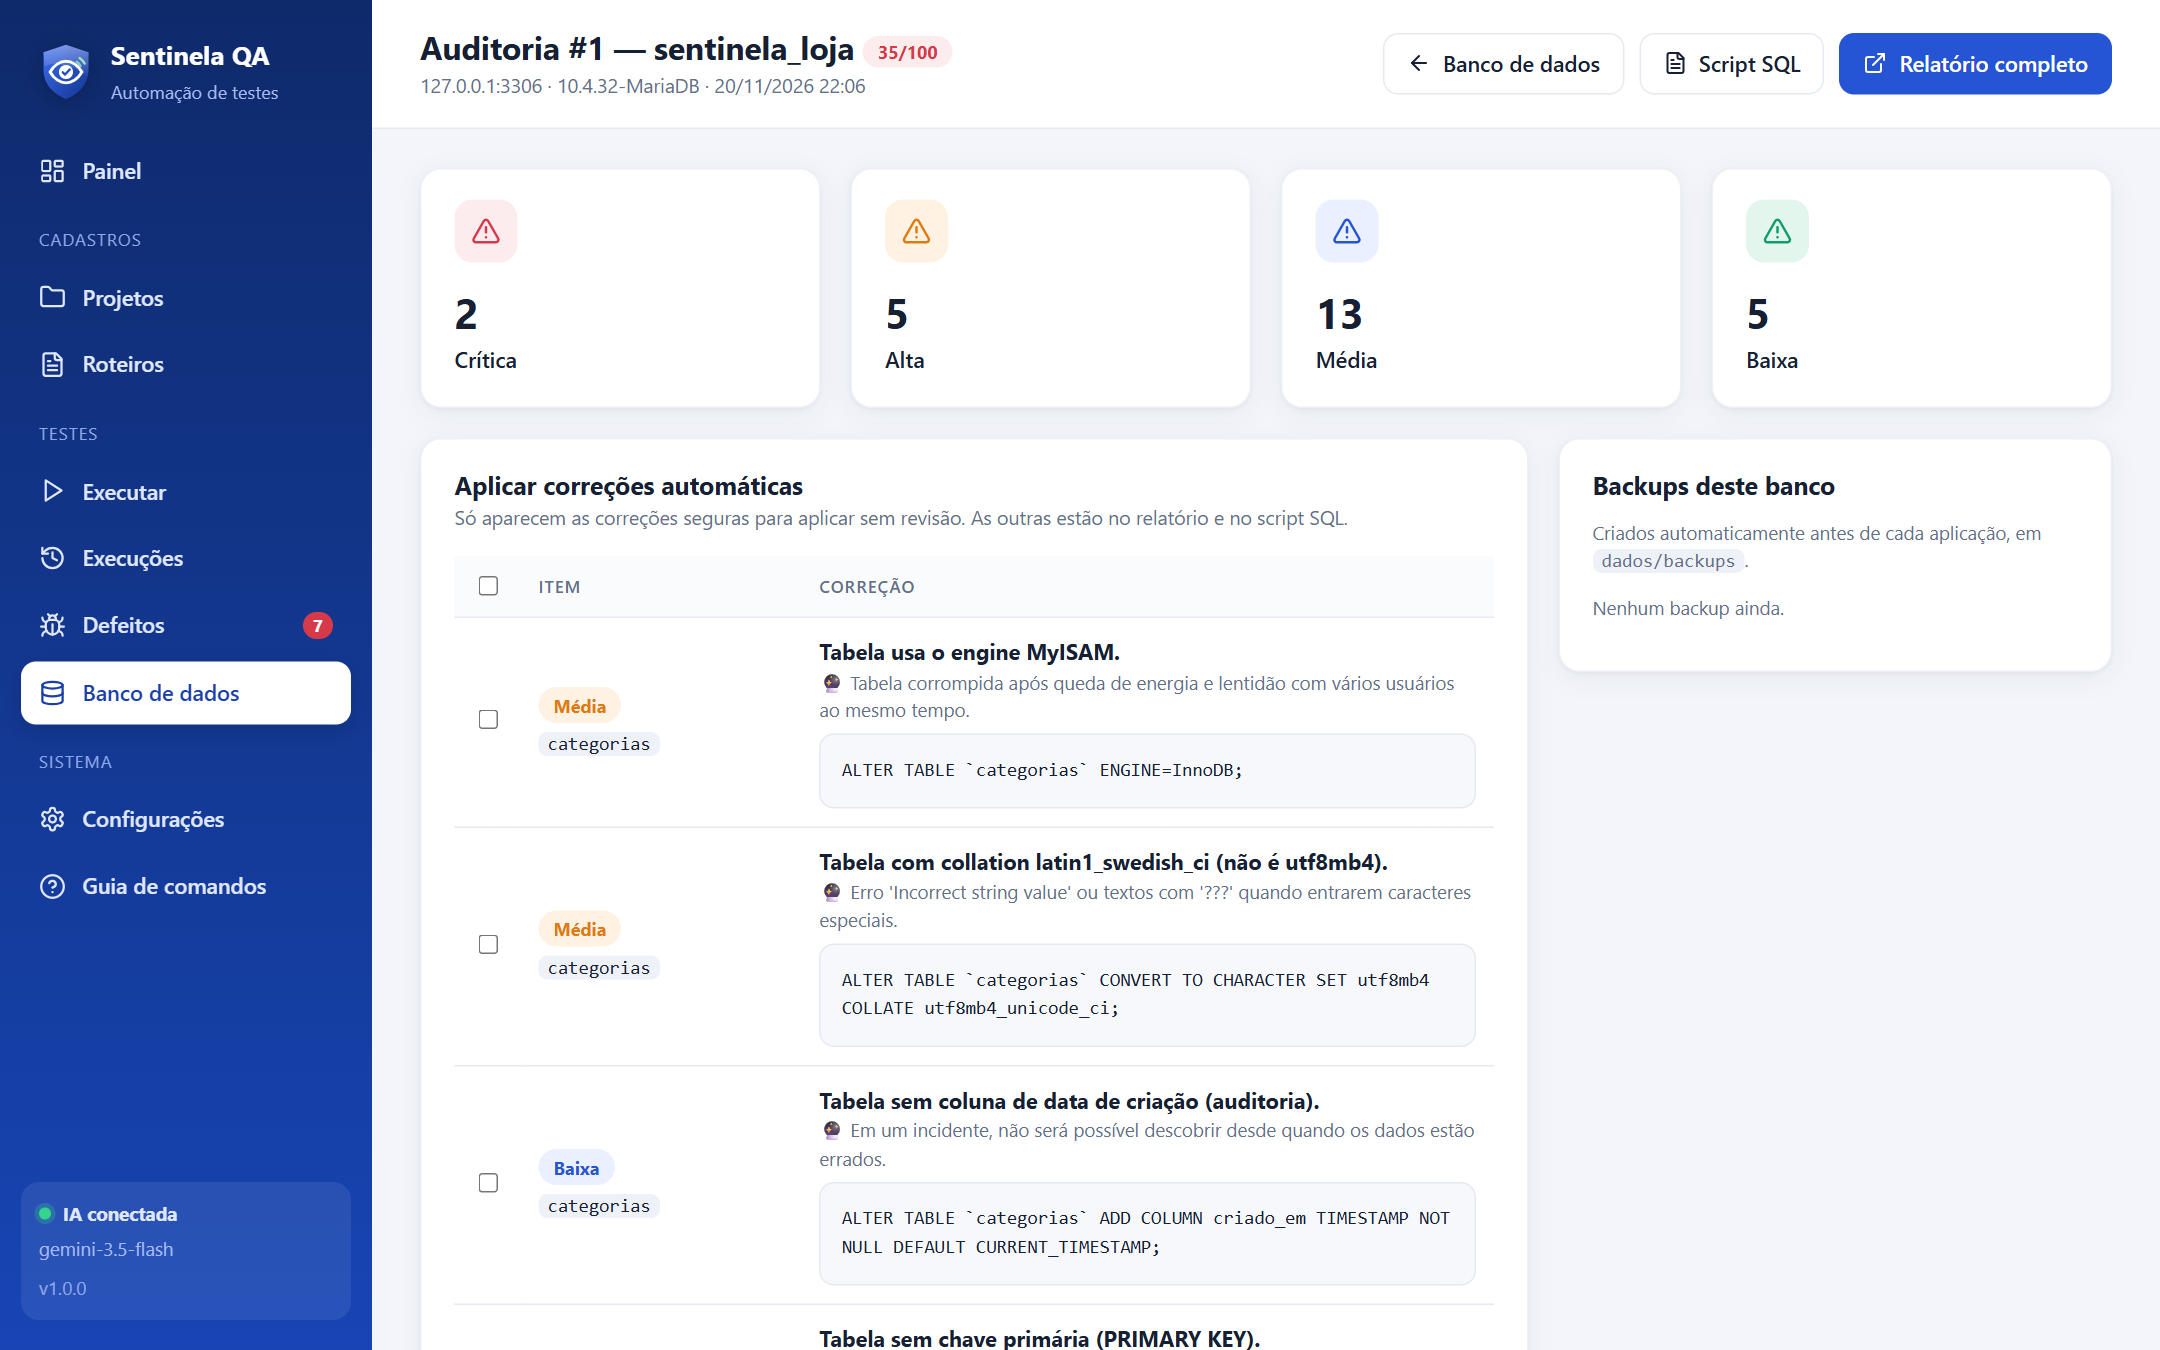 Sentinela QA
Automação de testes
Painel
CADASTROS
Projetos
Roteiros
TESTES
Executar
Execuções
Defeitos 7
Banco de dados
SISTEMA
Configurações
Guia de comandos
IA conectada
gemini-3.5-flash
v1.0.0
Auditoria #1 — sentinela_loja 35/100
127.0.0.1:3306 · 10.4.32-MariaDB · 20/11/2026 22:06
Banco de dados
Script SQL
Relatório completo
2
Crítica
5
Alta
13
Média
5
Baixa
Aplicar correções automáticas
Só aparecem as correções seguras para aplicar sem revisão. As outras estão no relatório e no script SQL.
ITEM CORREÇÃO
Média
categorias
Tabela usa o engine MyISAM.
Tabela corrompida após queda de energia e lentidão com vários usuários
ao mesmo tempo.
ALTER TABLE `categorias` ENGINE=InnoDB;
Média
categorias
Tabela com collation latin1_swedish_ci (não é utf8mb4).
Erro 'Incorrect string value' ou textos com '???' quando entrarem caracteres
especiais.
ALTER TABLE `categorias` CONVERT TO CHARACTER SET utf8mb4
COLLATE utf8mb4_unicode_ci;
Baixa
categorias
Tabela sem coluna de data de criação (auditoria).
Em um incidente, não será possível descobrir desde quando os dados estão
errados.
ALTER TABLE `categorias` ADD COLUMN criado_em TIMESTAMP NOT
NULL DEFAULT CURRENT_TIMESTAMP;
Tabela sem chave primária (PRIMARY KEY).
Backups deste banco
Criados automaticamente antes de cada aplicação, em
dados/backups.
Nenhum backup ainda.